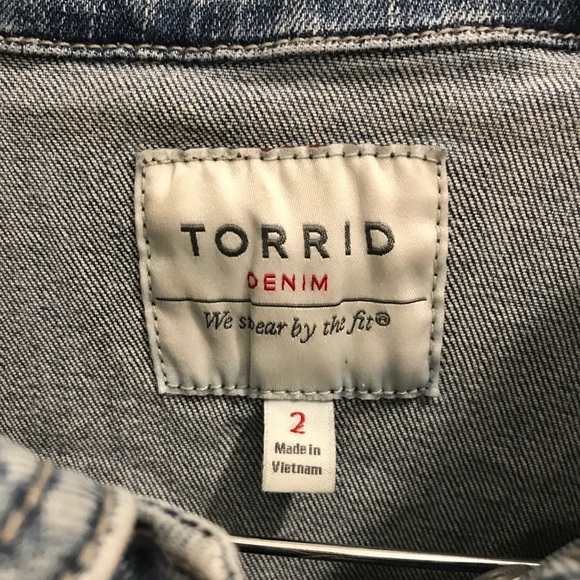 TORRID
DENIM
We swear by the fit®
2
Made in
Vietnam